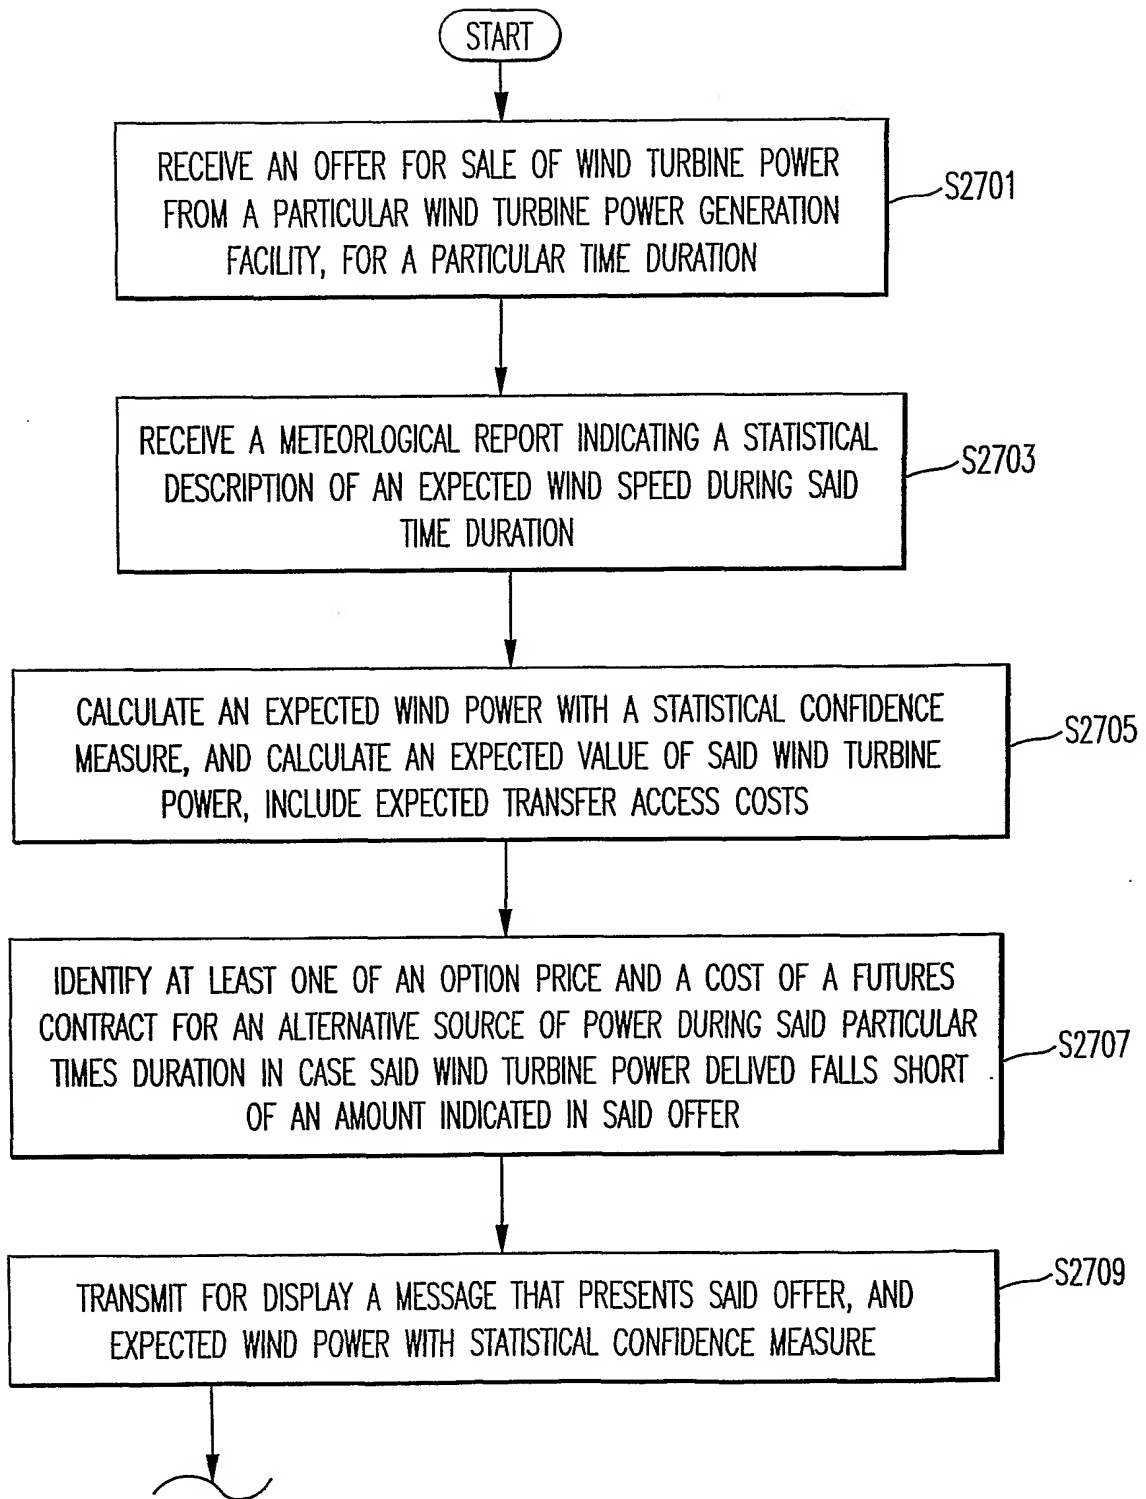 START
RECEIVE AN OFFER FOR SALE OF WIND TURBINE POWER
FROM A PARTICULAR WIND TURBINE POWER GENERATION
FACILITY, FOR A PARTICULAR TIME DURATION
S2701
RECEIVE A METEORLOGICAL REPORT INDICATING A STATISTICAL
DESCRIPTION OF AN EXPECTED WIND SPEED DURING SAID
TIME DURATION
S2703
CALCULATE AN EXPECTED WIND POWER WITH A STATISTICAL CONFIDENCE
MEASURE, AND CALCULATE AN EXPECTED VALUE OF SAID WIND TURBINE
POWER, INCLUDE EXPECTED TRANSFER ACCESS COSTS
S2705
IDENTIFY AT LEAST ONE OF AN OPTION PRICE AND A COST OF A FUTURES
CONTRACT FOR AN ALTERNATIVE SOURCE OF POWER DURING SAID PARTICULAR
TIMES DURATION IN CASE SAID WIND TURBINE POWER DELIVED FALLS SHORT
OF AN AMOUNT INDICATED IN SAID OFFER
S2707
TRANSMIT FOR DISPLAY A MESSAGE THAT PRESENTS SAID OFFER, AND
EXPECTED WIND POWER WITH STATISTICAL CONFIDENCE MEASURE
S2709